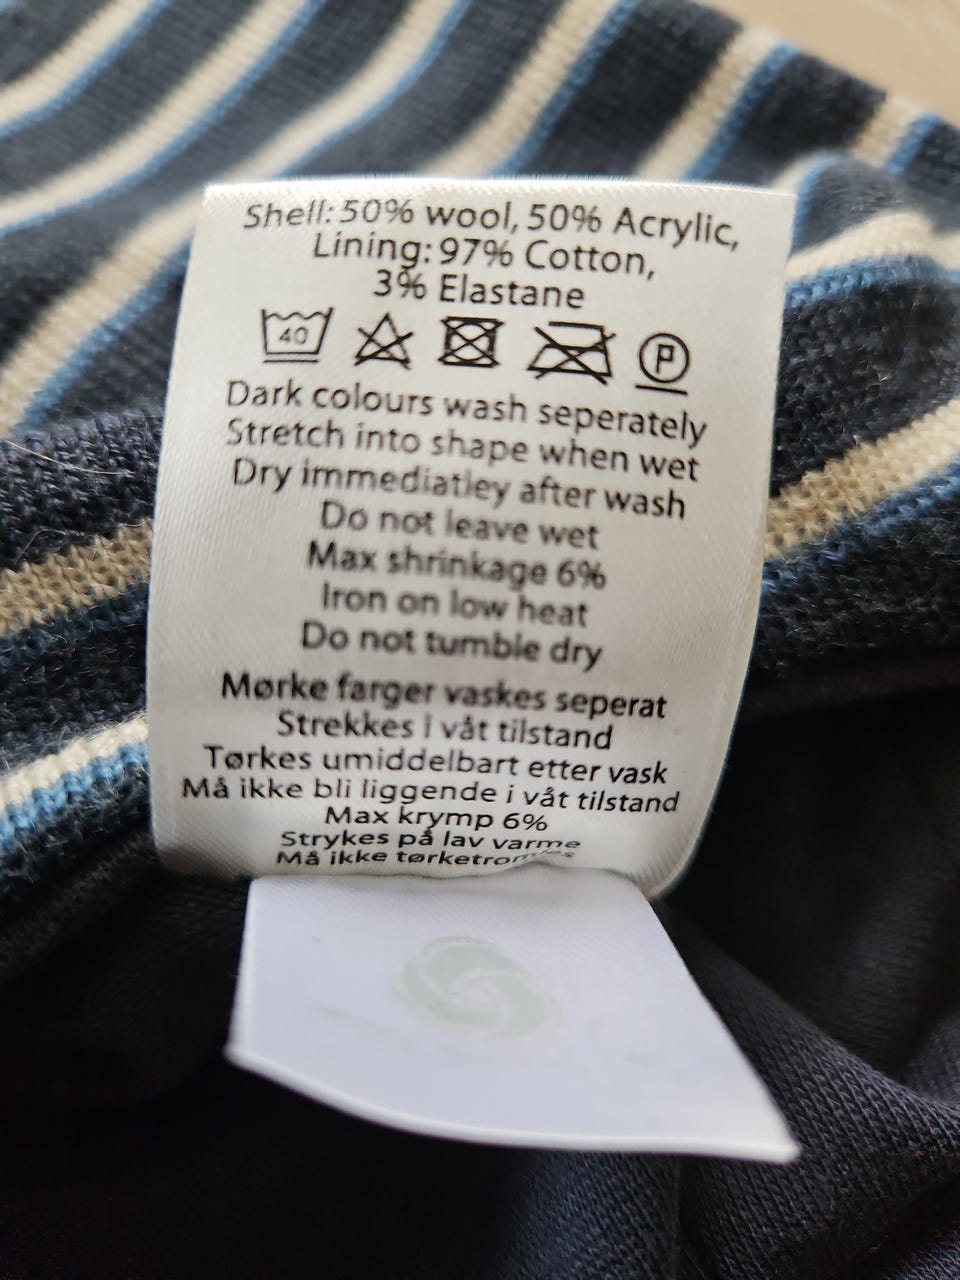 Shell: 50% wool, 50% Acrylic,
Lining: 97% Cotton,
3% Elastane
40 P
Dark colours wash seperately
Stretch into shape when wet
Dry immediatley after wash
Do not leave wet
Max shrinkage 6%
Iron on low heat
Do not tumble dry
Mørke farger vaskes seperat
Strekkes i våt tilstand
Tørkes umiddelbart etter vask
Må ikke bli liggende i våt tilstand
Max krymp 6%
Strykes på lav varme
Må ikke